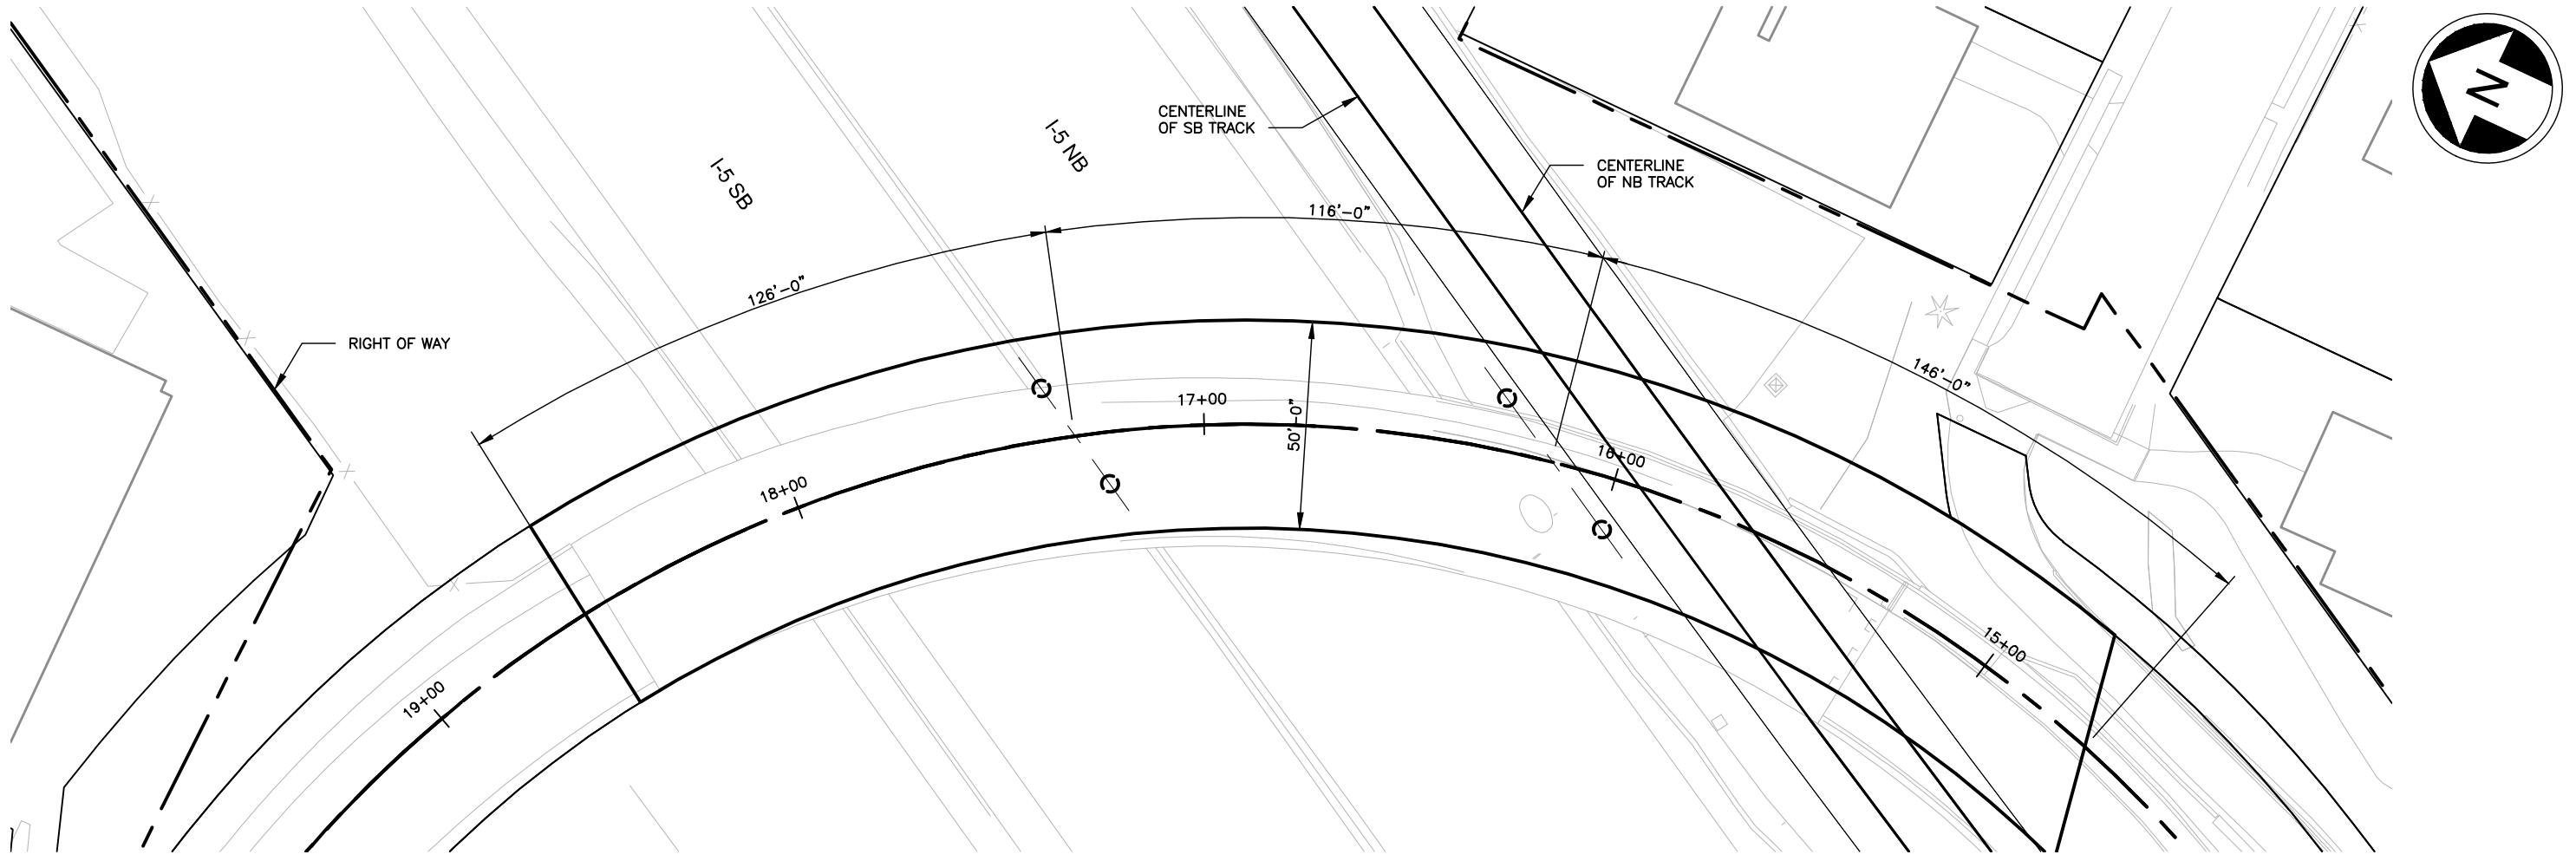 CENTERLINE
OF SB TRACK
N
I-5 NB
I-5 SB
CENTERLINE
OF NB TRACK
116'-0"
126'-0"
RIGHT OF WAY
146'-0"
17+00
50'-0"
16+00
18+00
15+00
19+00